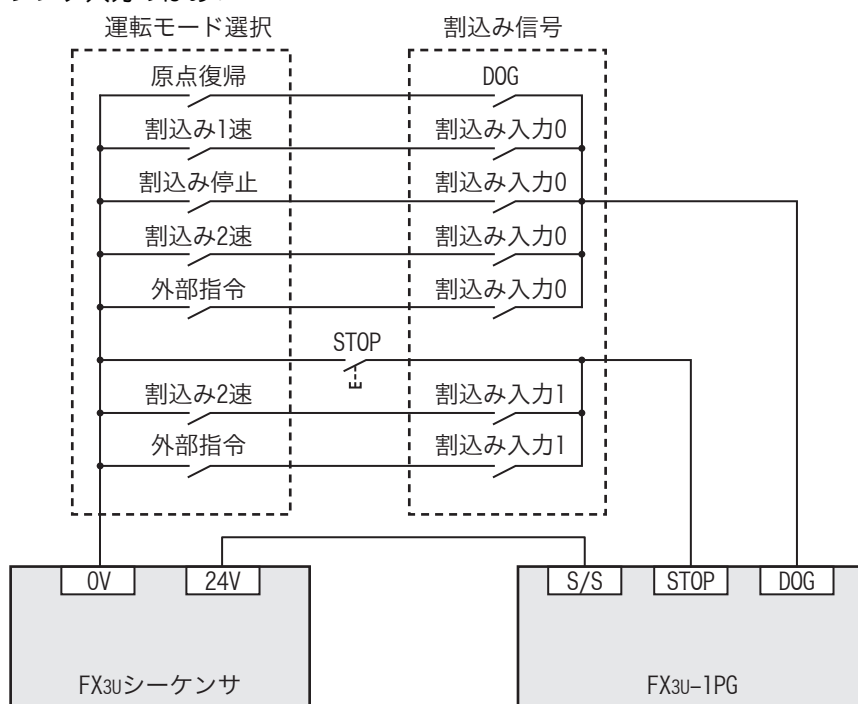 運転モード選択 割込み信号
原点復帰 DOG
割込み1速 割込み入力0
割込み停止 割込み入力0
割込み2速 割込み入力0
外部指令 割込み入力0
STOP
割込み2速 割込み入力1
外部指令 割込み入力1
0V 24V S/S STOP DOG
FX3Uシーケンサ FX3U-1PG